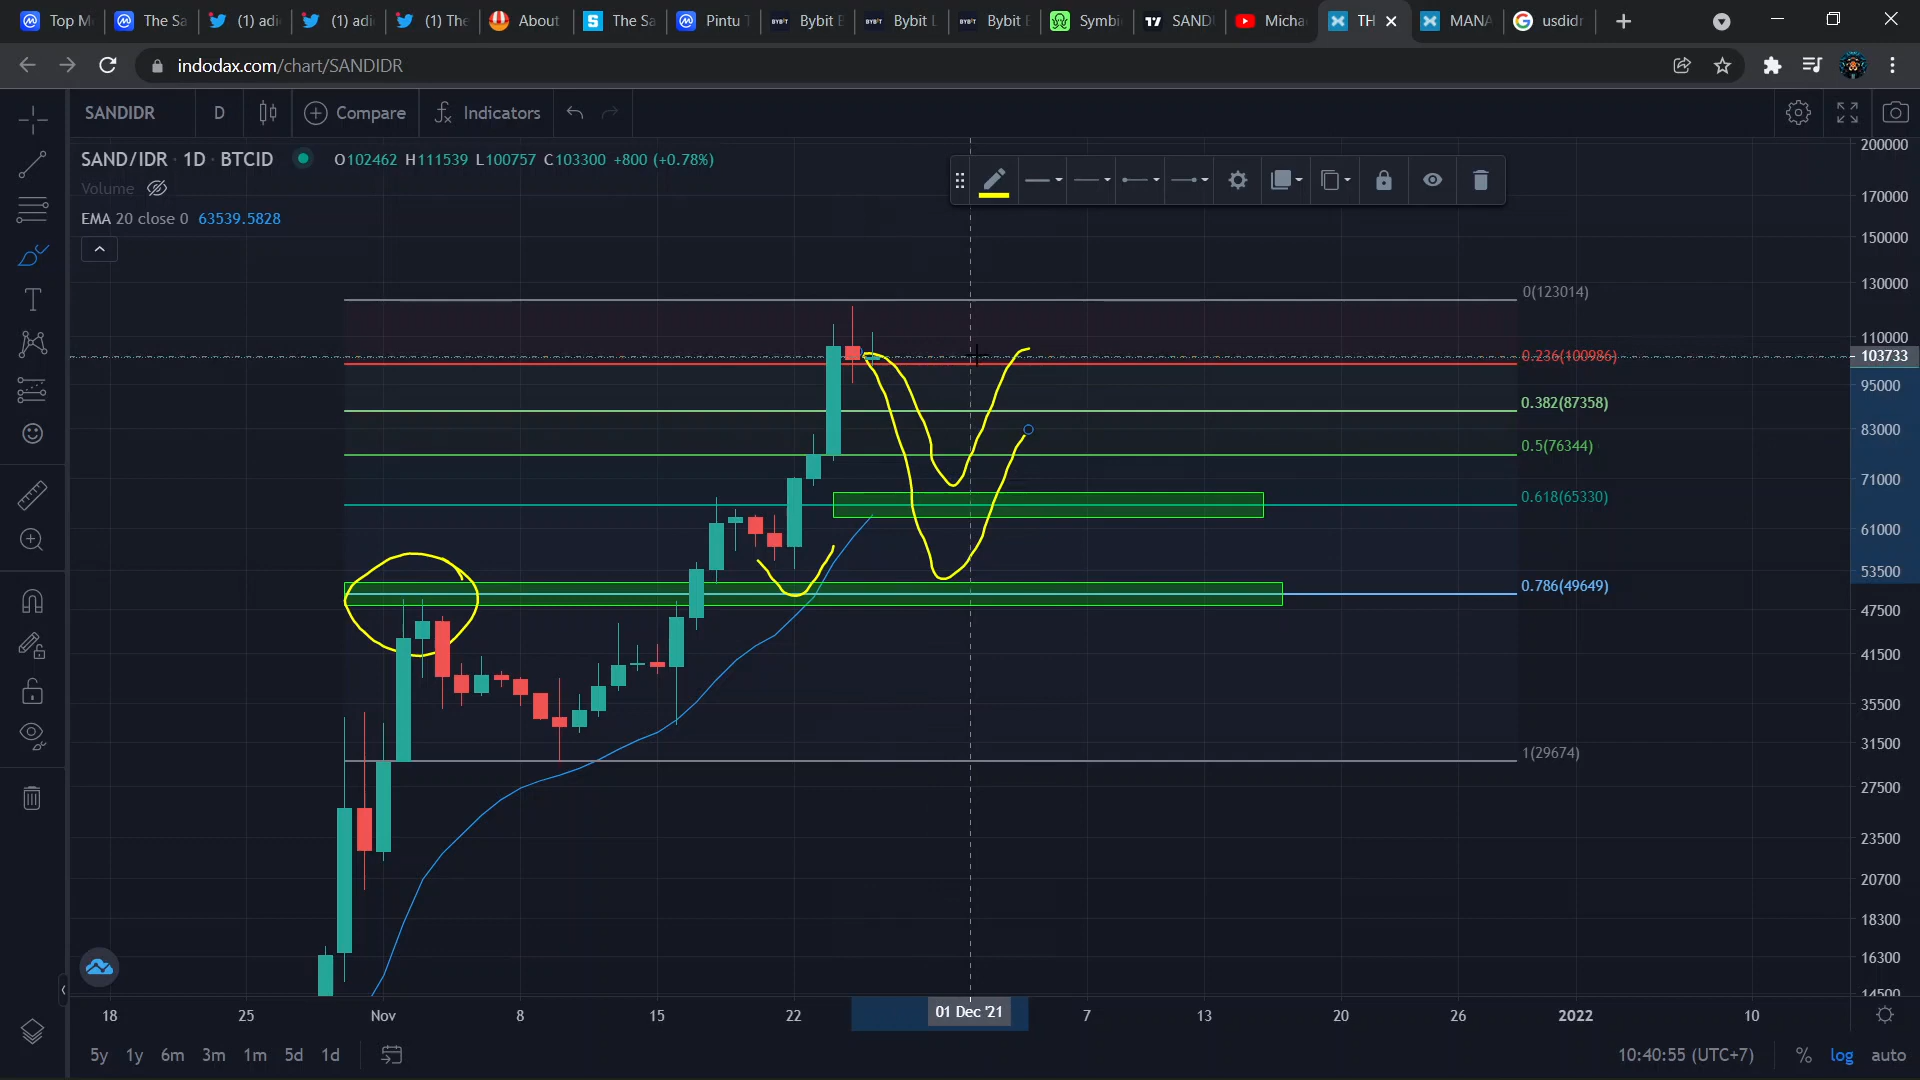 Top M
The Sa
(1) adi
(1) adi
(1) The
About
The Sa
Pintu T
BYBIT Bybit E
BYBIT Bybit L
BYBIT Bybit E
Symbi
SANDI
Micha
TH
MANA
usdidr
indodax.com/chart/SANDIDR
SANDIDR D Compare Indicators
SAND/IDR · 1D · BTCID O102462 H111539 L100757 C103300 +800 (+0.78%)
Volume
EMA 20 close 0 63539.5828
0(123014)
0.236(100986)
0.382(87358)
0.5(76344)
0.618(65330)
0.786(49649)
1(29674)
200000
170000
150000
130000
110000
103733
95000
83000
71000
61000
53500
47500
41500
35500
31500
27500
23500
20700
18300
16300
14500
18 25 Nov 8 15 22 01 Dec '21 7 13 20 26 2022 10
5y 1y 6m 3m 1m 5d 1d 10:40:55 (UTC+7) % log auto